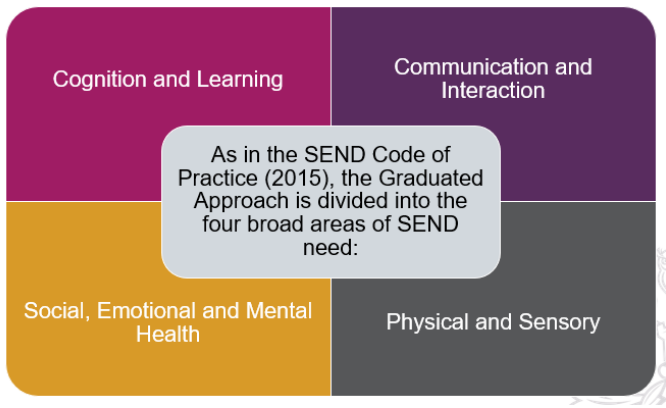 Cognition and Learning
Communication and
Interaction
As in the SEND Code of
Practice (2015), the Graduated
Approach is divided into the
four broad areas of SEND
need:
Social, Emotional and Mental
Health
Physical and Sensory